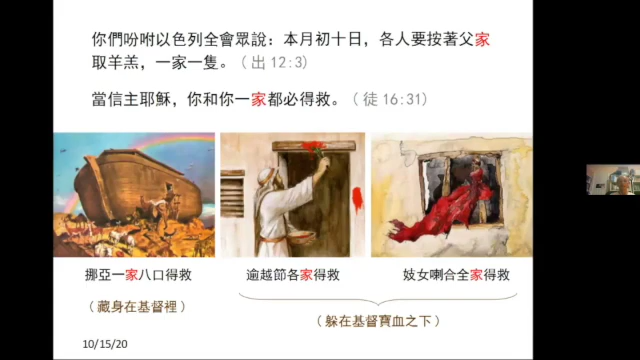 你們吩咐以色列全會眾說：本月初十日，各人要按著父家
取羊羔，一家一隻。（出 12:3）
當信主耶穌，你和你一家都必得救。（徒 16:31）
挪亞一家八口得救
逾越節各家得救
妓女喇合全家得救
（藏身在基督裡）
（躲在基督寶血之下）
10/15/20